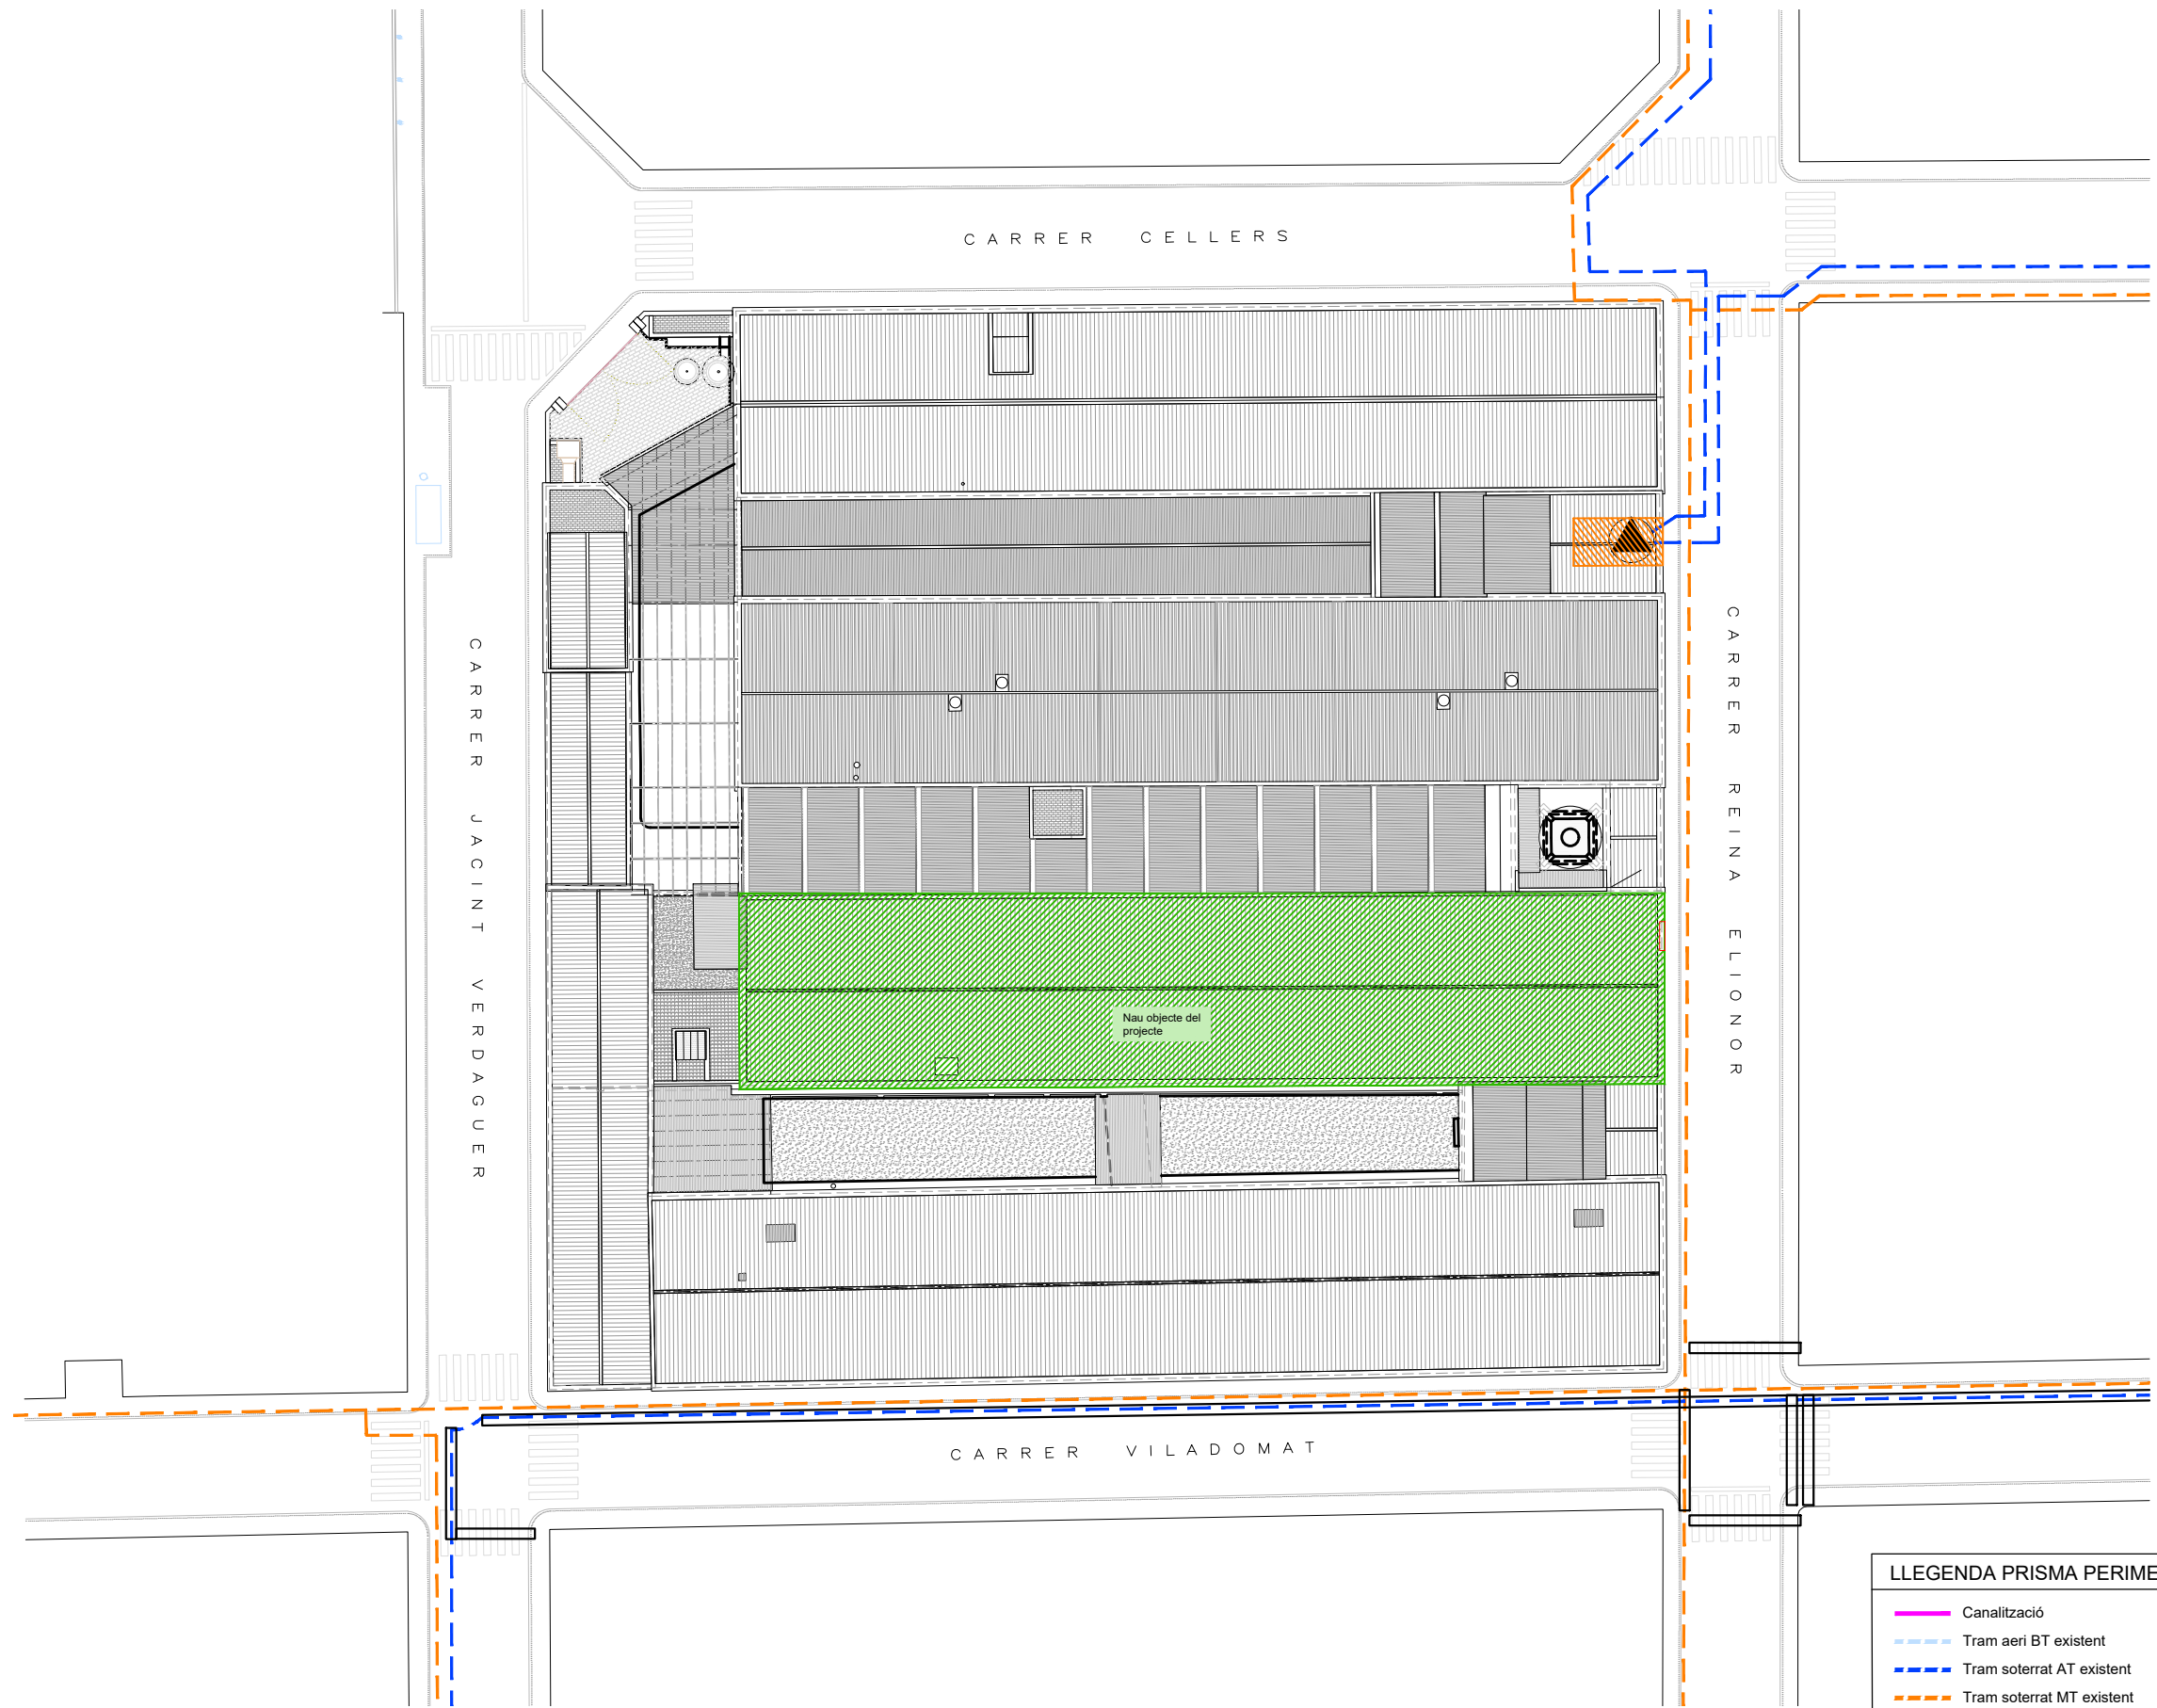 CARRER CELLERS
CARRER JACINT VERDAGUER
CARRER REINA ELIONOR
Nau objecte del
projecte
CARRER VILADOMAT
LLEGENDA PRISMA PERIME
Canalització
Tram aeri BT existent
Tram soterrat AT existent
Tram soterrat MT existent